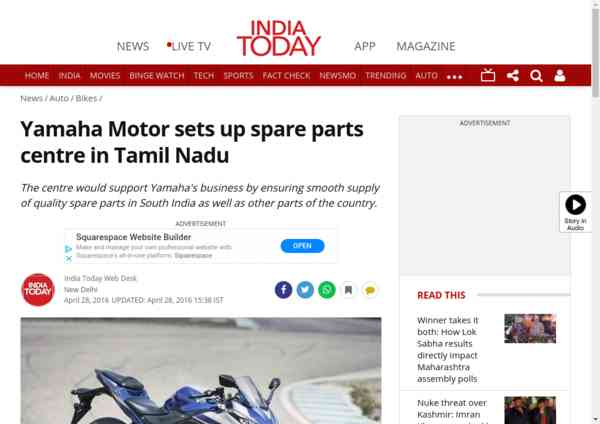 INDIA
TODAY
NEWS
LIVE TV
APP
MAGAZINE
HOME INDIA MOVIES BINGE WATCH TECH SPORTS FACT CHECK NEWSMO TRENDING AUTO
News / Auto / Bikes /
Yamaha Motor sets up spare parts
centre in Tamil Nadu
The centre would support Yamaha's business by ensuring smooth supply
of quality spare parts in South India as well as other parts of the country.
ADVERTISEMENT
Squarespace Website Builder
Make and manage your own professional website with
Squarespace's all-in-one platform. Squarespace
OPEN
INDIA
TODAY
India Today Web Desk
New Delhi
April 28, 2016 UPDATED: April 28, 2016 15:38 IST
ADVERTISEMENT
Story in
Audio
READ THIS
Winner takes it
both: How Lok
Sabha results
directly impact
Maharashtra
assembly polls
Nuke threat over
Kashmir: Imran